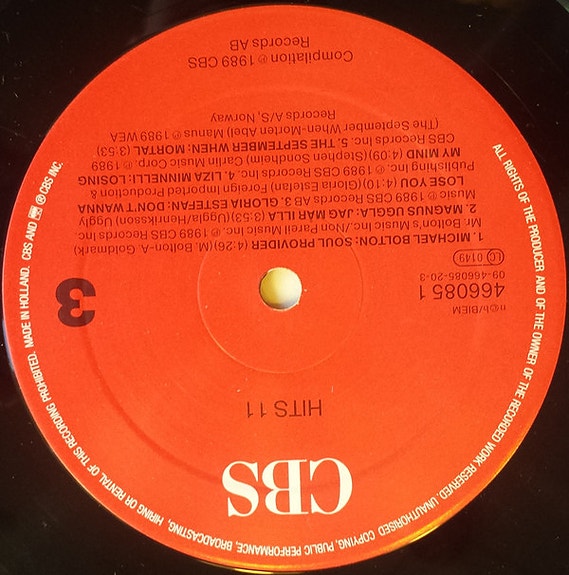 CBS
HITS 11
n©b/BIEM
466085 1
09-466085-20-3
LC 0149
3
1. MICHAEL BOLTON: SOUL PROVIDER (4:26)(M. Bolton-A. Goldmark)
Mr. Bolton's Music Inc./Non Pareil Music ℗ 1989 CBS Records Inc
2. MAGNUS UGGLA: JAG MAR ILLA (3:53)(Uggla/Henriksson)Uggly
Music ℗ 1989 CBS Records AB 3. GLORIA ESTEFAN: DON'T WANNA
LOSE YOU (4:10)(Gloria Estefan) Foreign Imported Production &
Publishing ℗ 1989 CBS Records Inc. 4. LIZA MINNELLI: LOSING
MY MIND (4:09)(Stephen Sondheim) Carlin Music Corp. ℗ 1989
CBS Records Inc 5. THE SEPTEMBER WHEN: MORTAL (3:53)
(The September When-Morten Abel) Manus ℗ 1989 WEA
Records A/S, Norway
Compilation ℗ 1989 CBS
Records AB
ALL RIGHTS OF THE PRODUCER AND OF THE OWNER OF THE RECORDED WORK RESERVED. UNAUTHORISED COPYING, PUBLIC PERFORMANCE, BROADCASTING, HIRING OR RENTAL OF THIS RECORDING PROHIBITED. MADE IN HOLLAND. CBS AND ® CBS INC.